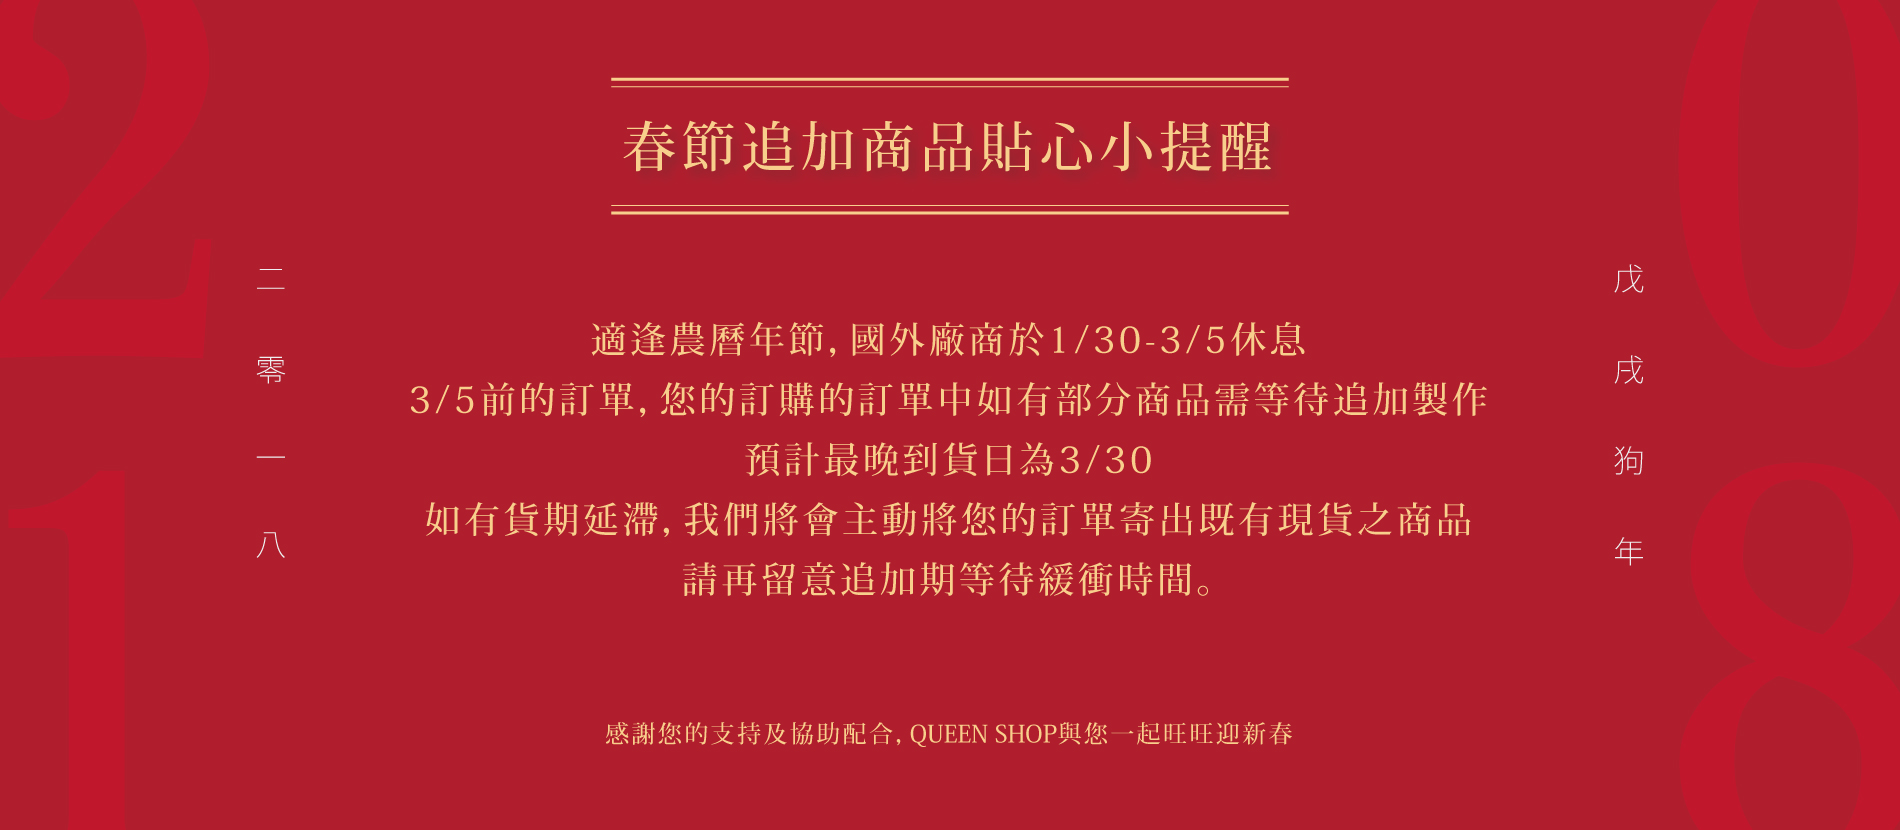 春節追加商品貼心小提醒
適逢農曆年節, 國外廠商於1/30-3/5休息
3/5前的訂單, 您的訂購的訂單中如有部分商品需等待追加製作
預計最晚到貨日為3/30
如有貨期延滯, 我們將會主動將您的訂單寄出既有現貨之商品
請再留意追加期等待緩衝時間。
感謝您的支持及協助配合, QUEEN SHOP與您一起旺旺迎新春
二零一八
戊戌狗年
2
0
1
8